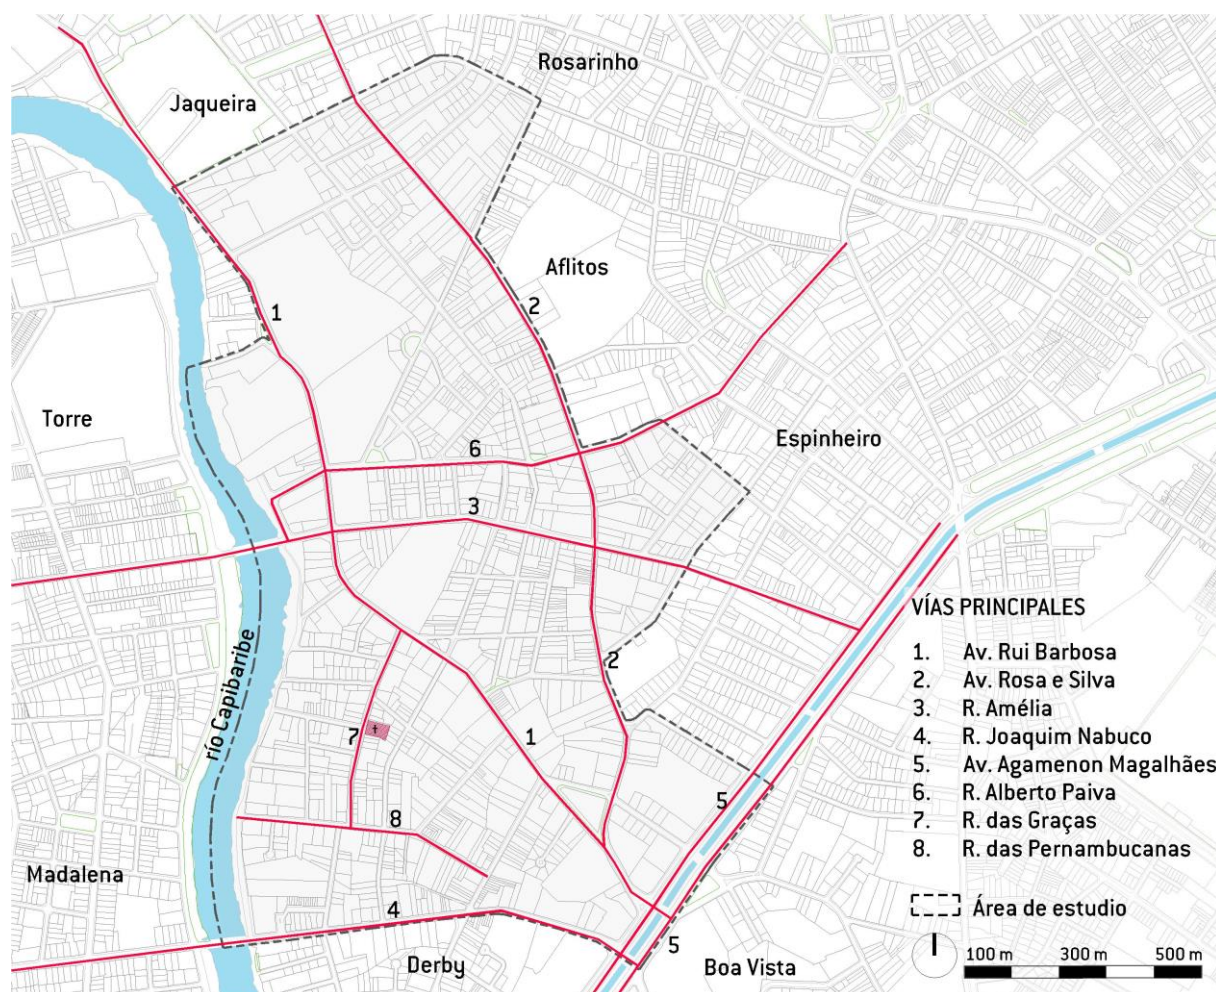 Rosarinho
Jaqueira
Aflitos
2
1
Torre
Espinheiro
6
3
río Capibaribe
2
7
1
5
8
Madalena
4
5
Derby
Boa Vista
VÍAS PRINCIPALES
1. Av. Rui Barbosa
2. Av. Rosa e Silva
3. R. Amélia
4. R. Joaquim Nabuco
5. Av. Agamenon Magalhães
6. R. Alberto Paiva
7. R. das Graças
8. R. das Pernambucanas
Área de estudio
100 m 300 m 500 m